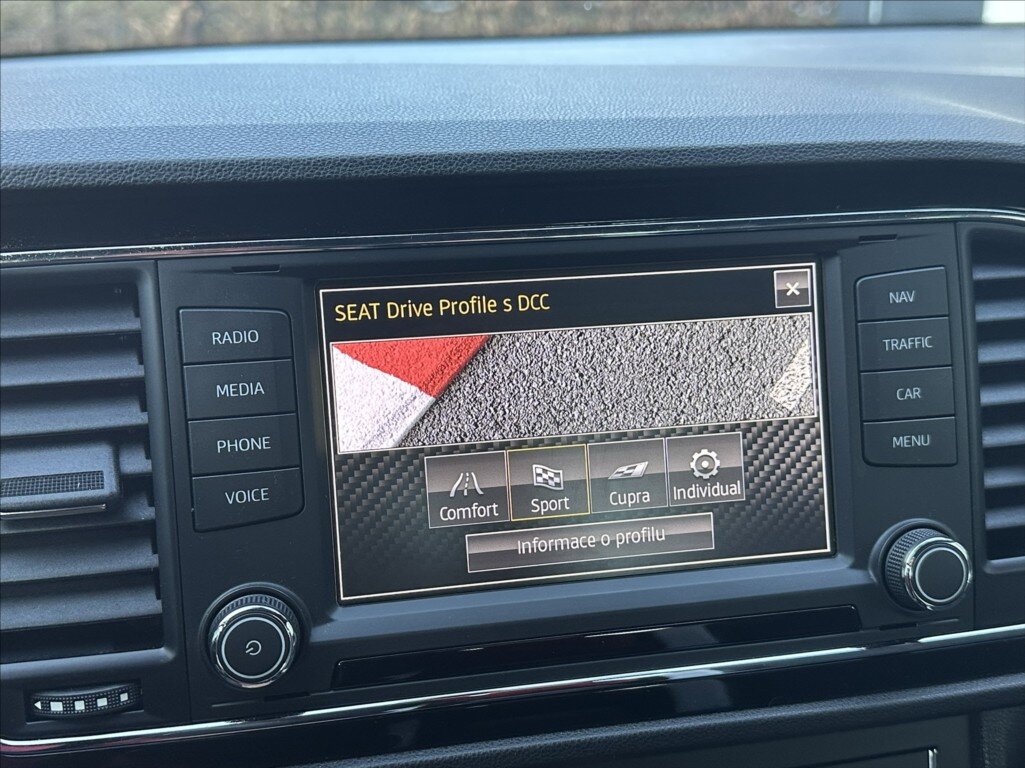 SEAT Drive Profile s DCC
RADIO
MEDIA
PHONE
VOICE
NAV
TRAFFIC
CAR
MENU
Comfort
Sport
Cupra
Individual
Informace o profilu